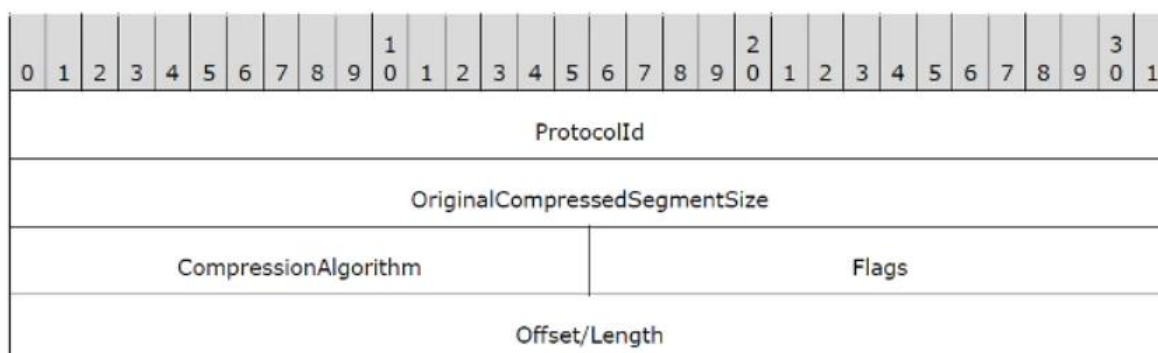 1 2 3
0 1 2 3 4 5 6 7 8 9 0 1 2 3 4 5 6 7 8 9 0 1 2 3 4 5 6 7 8 9 0 1
ProtocolId
OriginalCompressedSegmentSize
CompressionAlgorithm Flags
Offset/Length